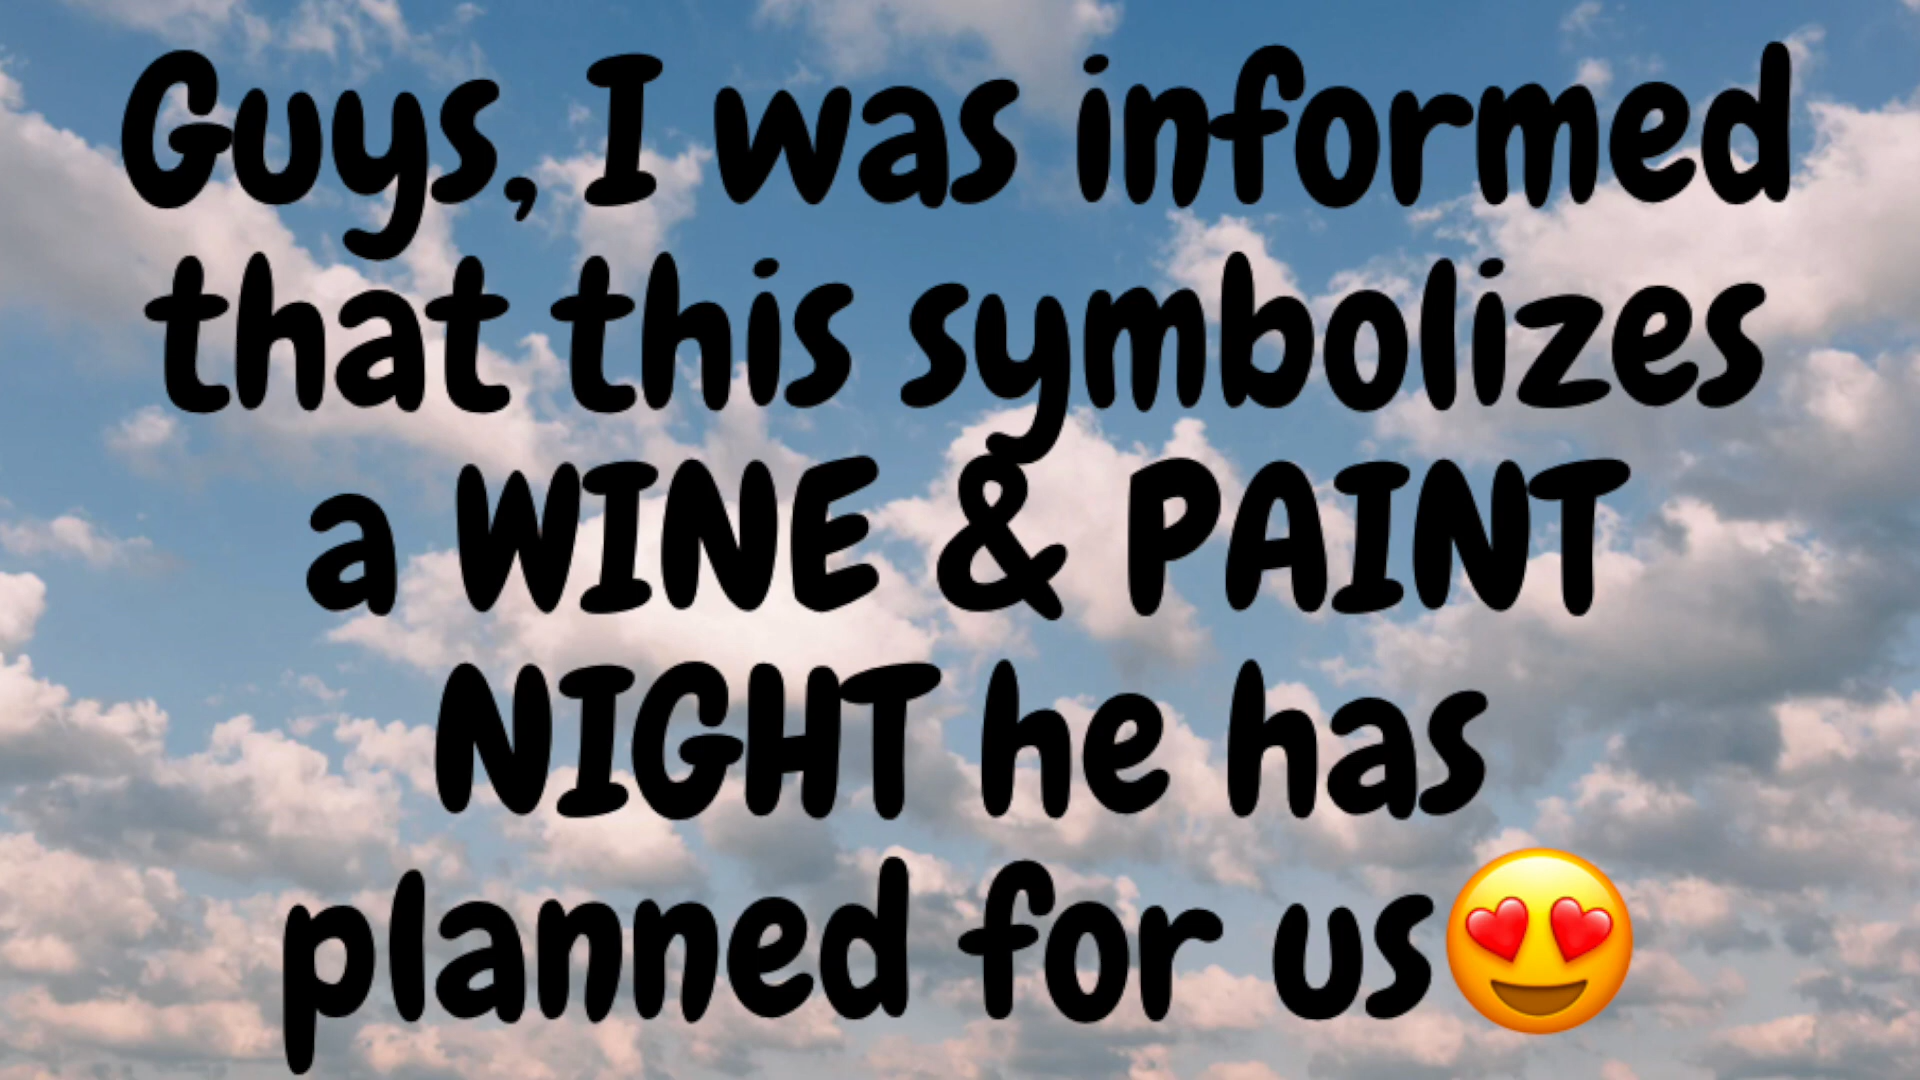 Guys, I was informed
that this symbolizes
a WINE & PAINT
NIGHT he has
planned for us😍